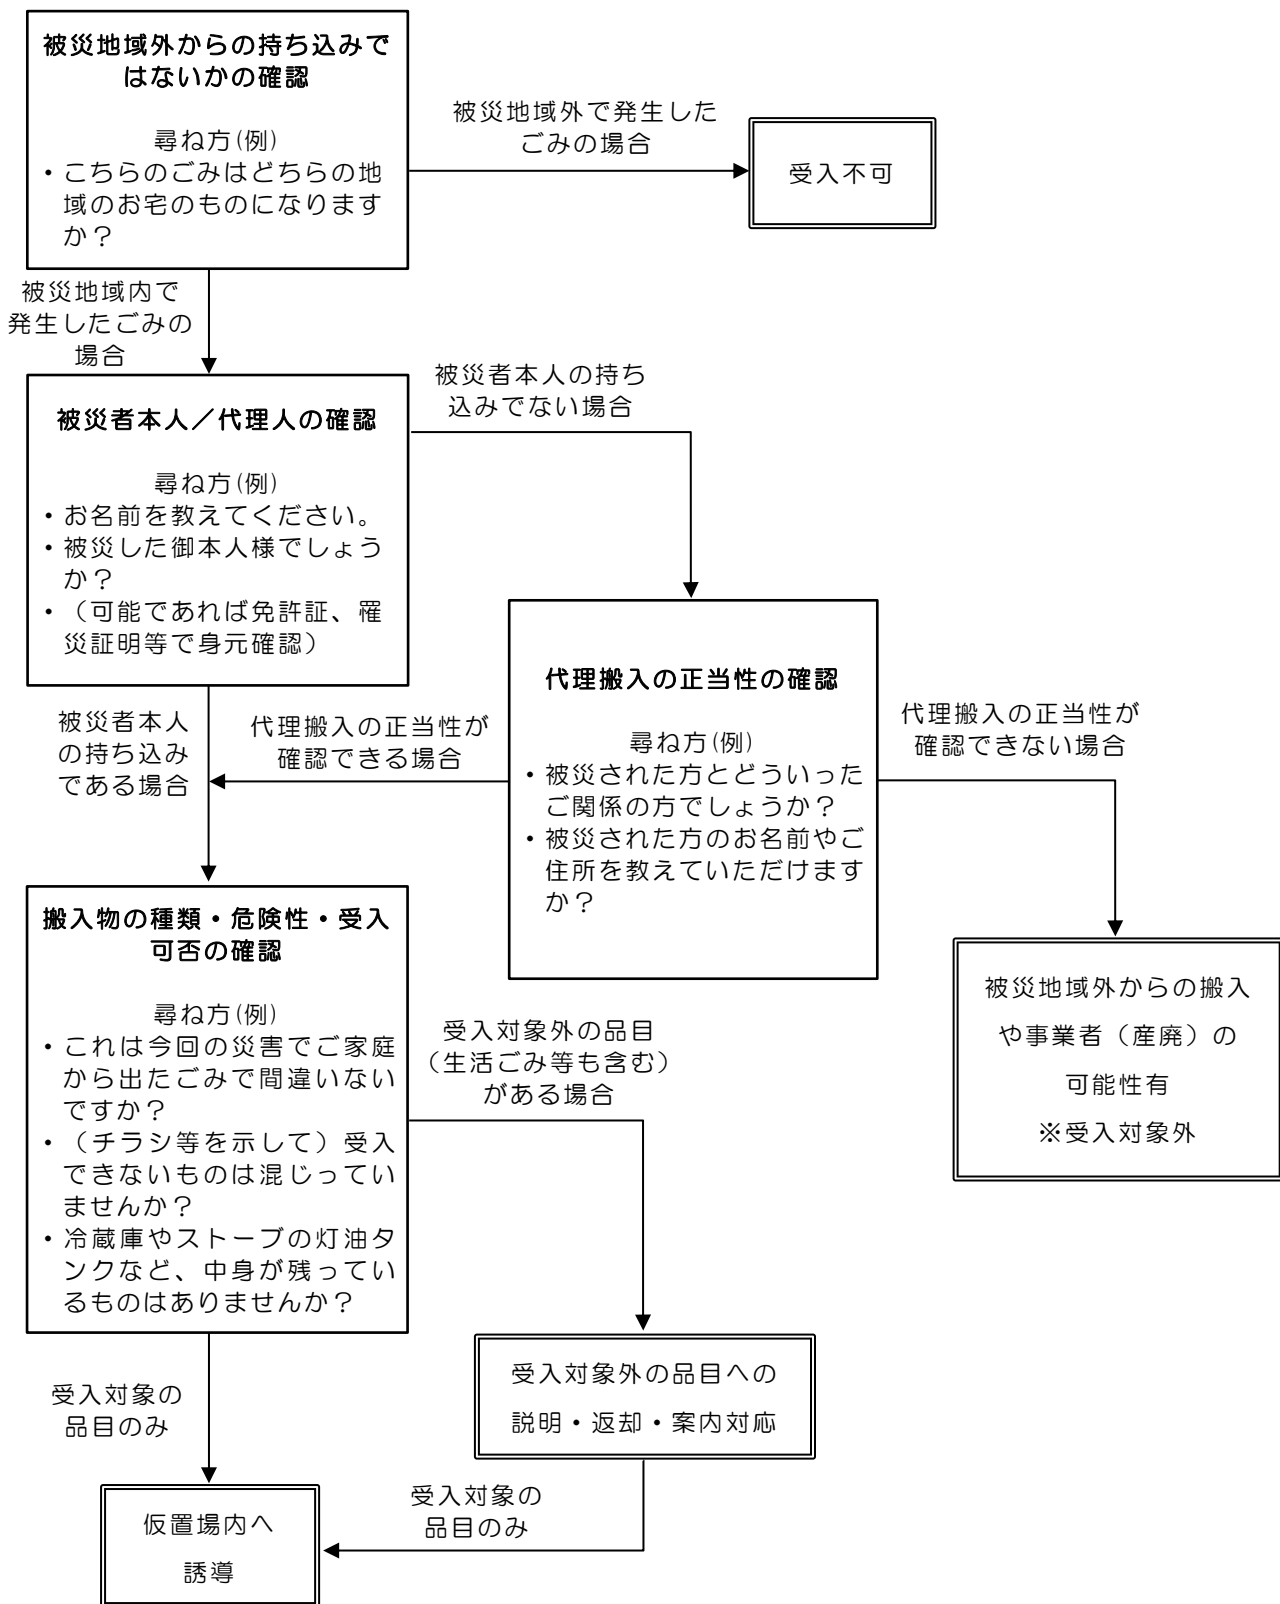 被災地域外からの持ち込みで
はないかの確認
尋ね方(例)
・こちらのごみはどちらの地
域のお宅のものになります
か？
被災地域外で発生した
ごみの場合
受入不可
被災地域内で
発生したごみの
場合
被災者本人／代理人の確認
尋ね方(例)
・お名前を教えてください。
・被災した御本人様でしょう
か？
・（可能であれば免許証、罹
災証明等で身元確認）
被災者本人の持ち
込みでない場合
代理搬入の正当性の確認
尋ね方(例)
・被災された方とどういった
ご関係の方でしょうか？
・被災された方のお名前やご
住所を教えていただけます
か？
被災者本人
の持ち込み
である場合
代理搬入の正当性が
確認できる場合
代理搬入の正当性が
確認できない場合
被災地域外からの搬入
や事業者（産廃）の
可能性有
※受入対象外
搬入物の種類・危険性・受入
可否の確認
尋ね方(例)
・これは今回の災害でご家庭
から出たごみで間違いない
ですか？
・（チラシ等を示して）受入
できないものは混じってい
ませんか？
・冷蔵庫やストーブの灯油タ
ンクなど、中身が残ってい
るものはありませんか？
受入対象外の品目
（生活ごみ等も含む）
がある場合
受入対象外の品目への
説明・返却・案内対応
受入対象の
品目のみ
受入対象の
品目のみ
仮置場内へ
誘導